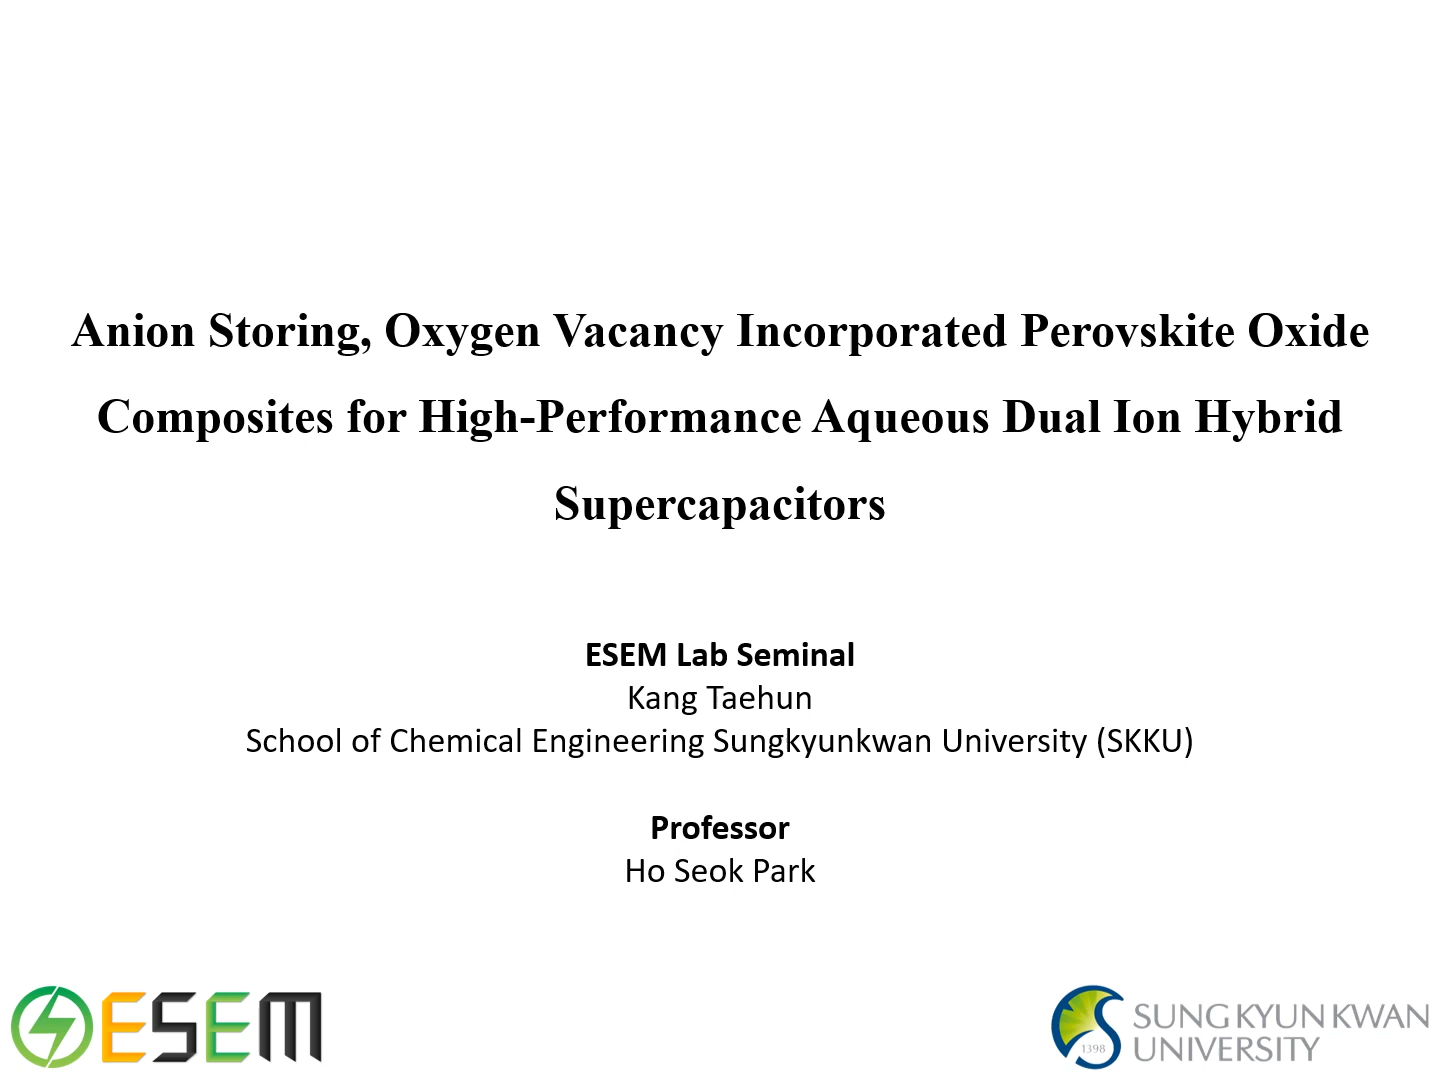 Anion Storing, Oxygen Vacancy Incorporated Perovskite Oxide
Composites for High-Performance Aqueous Dual Ion Hybrid
Supercapacitors
ESEM Lab Seminal
Kang Taehun
School of Chemical Engineering Sungkyunkwan University (SKKU)
Professor
Ho Seok Park
ESEM
1398
SUNG KYUN KWAN
UNIVERSITY